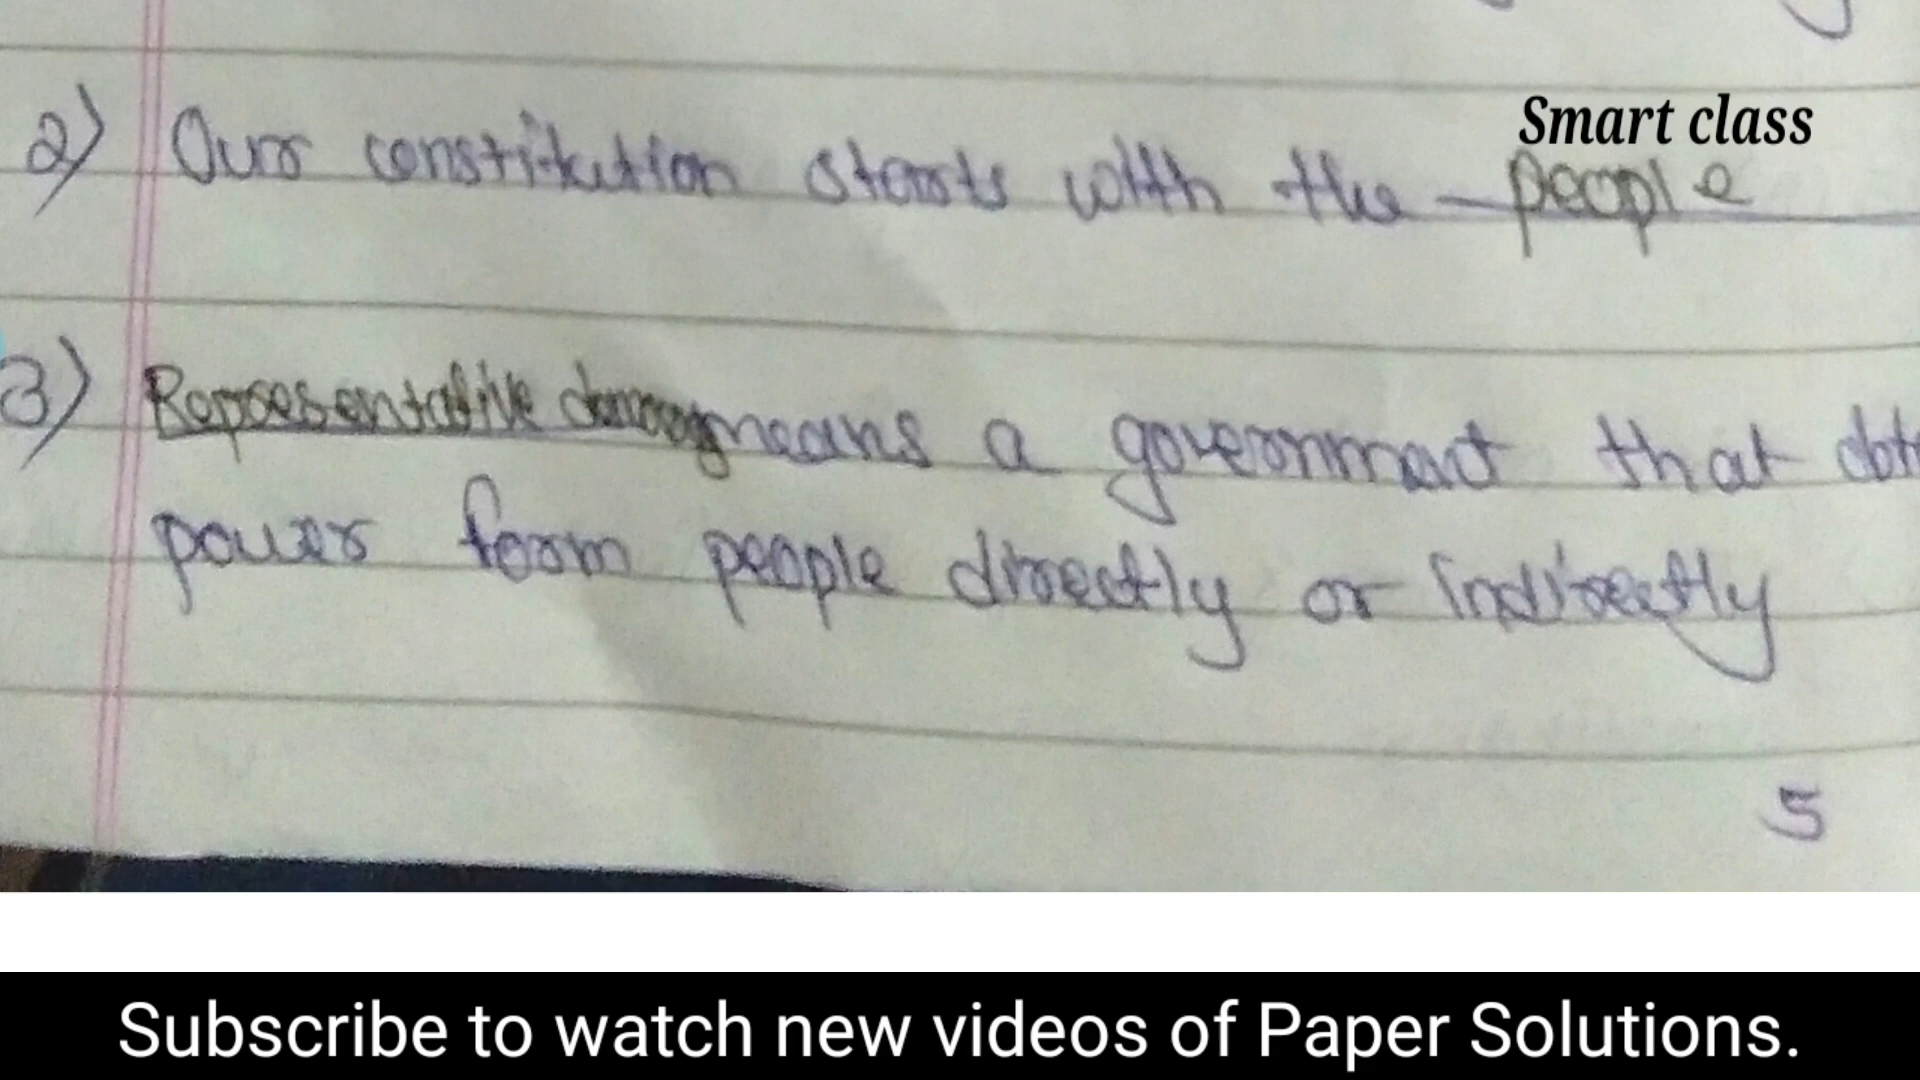 Smart class
2) Our constitution starts with the people
3) Representative means a government that
power form people directly or indirectly
5
Subscribe to watch new videos of Paper Solutions.